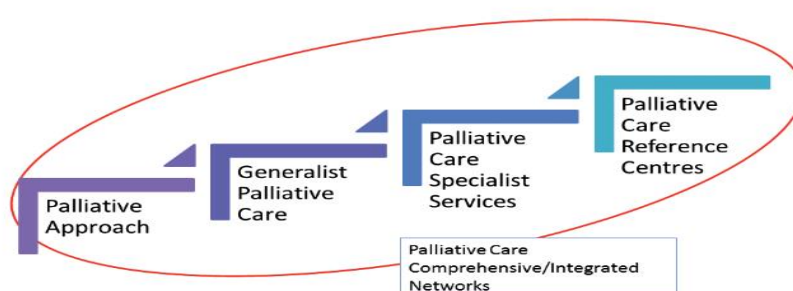 Palliative
Approach
Generalist
Palliative
Care
Palliative
Care
Specialist
Services
Palliative
Care
Reference
Centres
Palliative Care
Comprehensive/Integrated
Networks